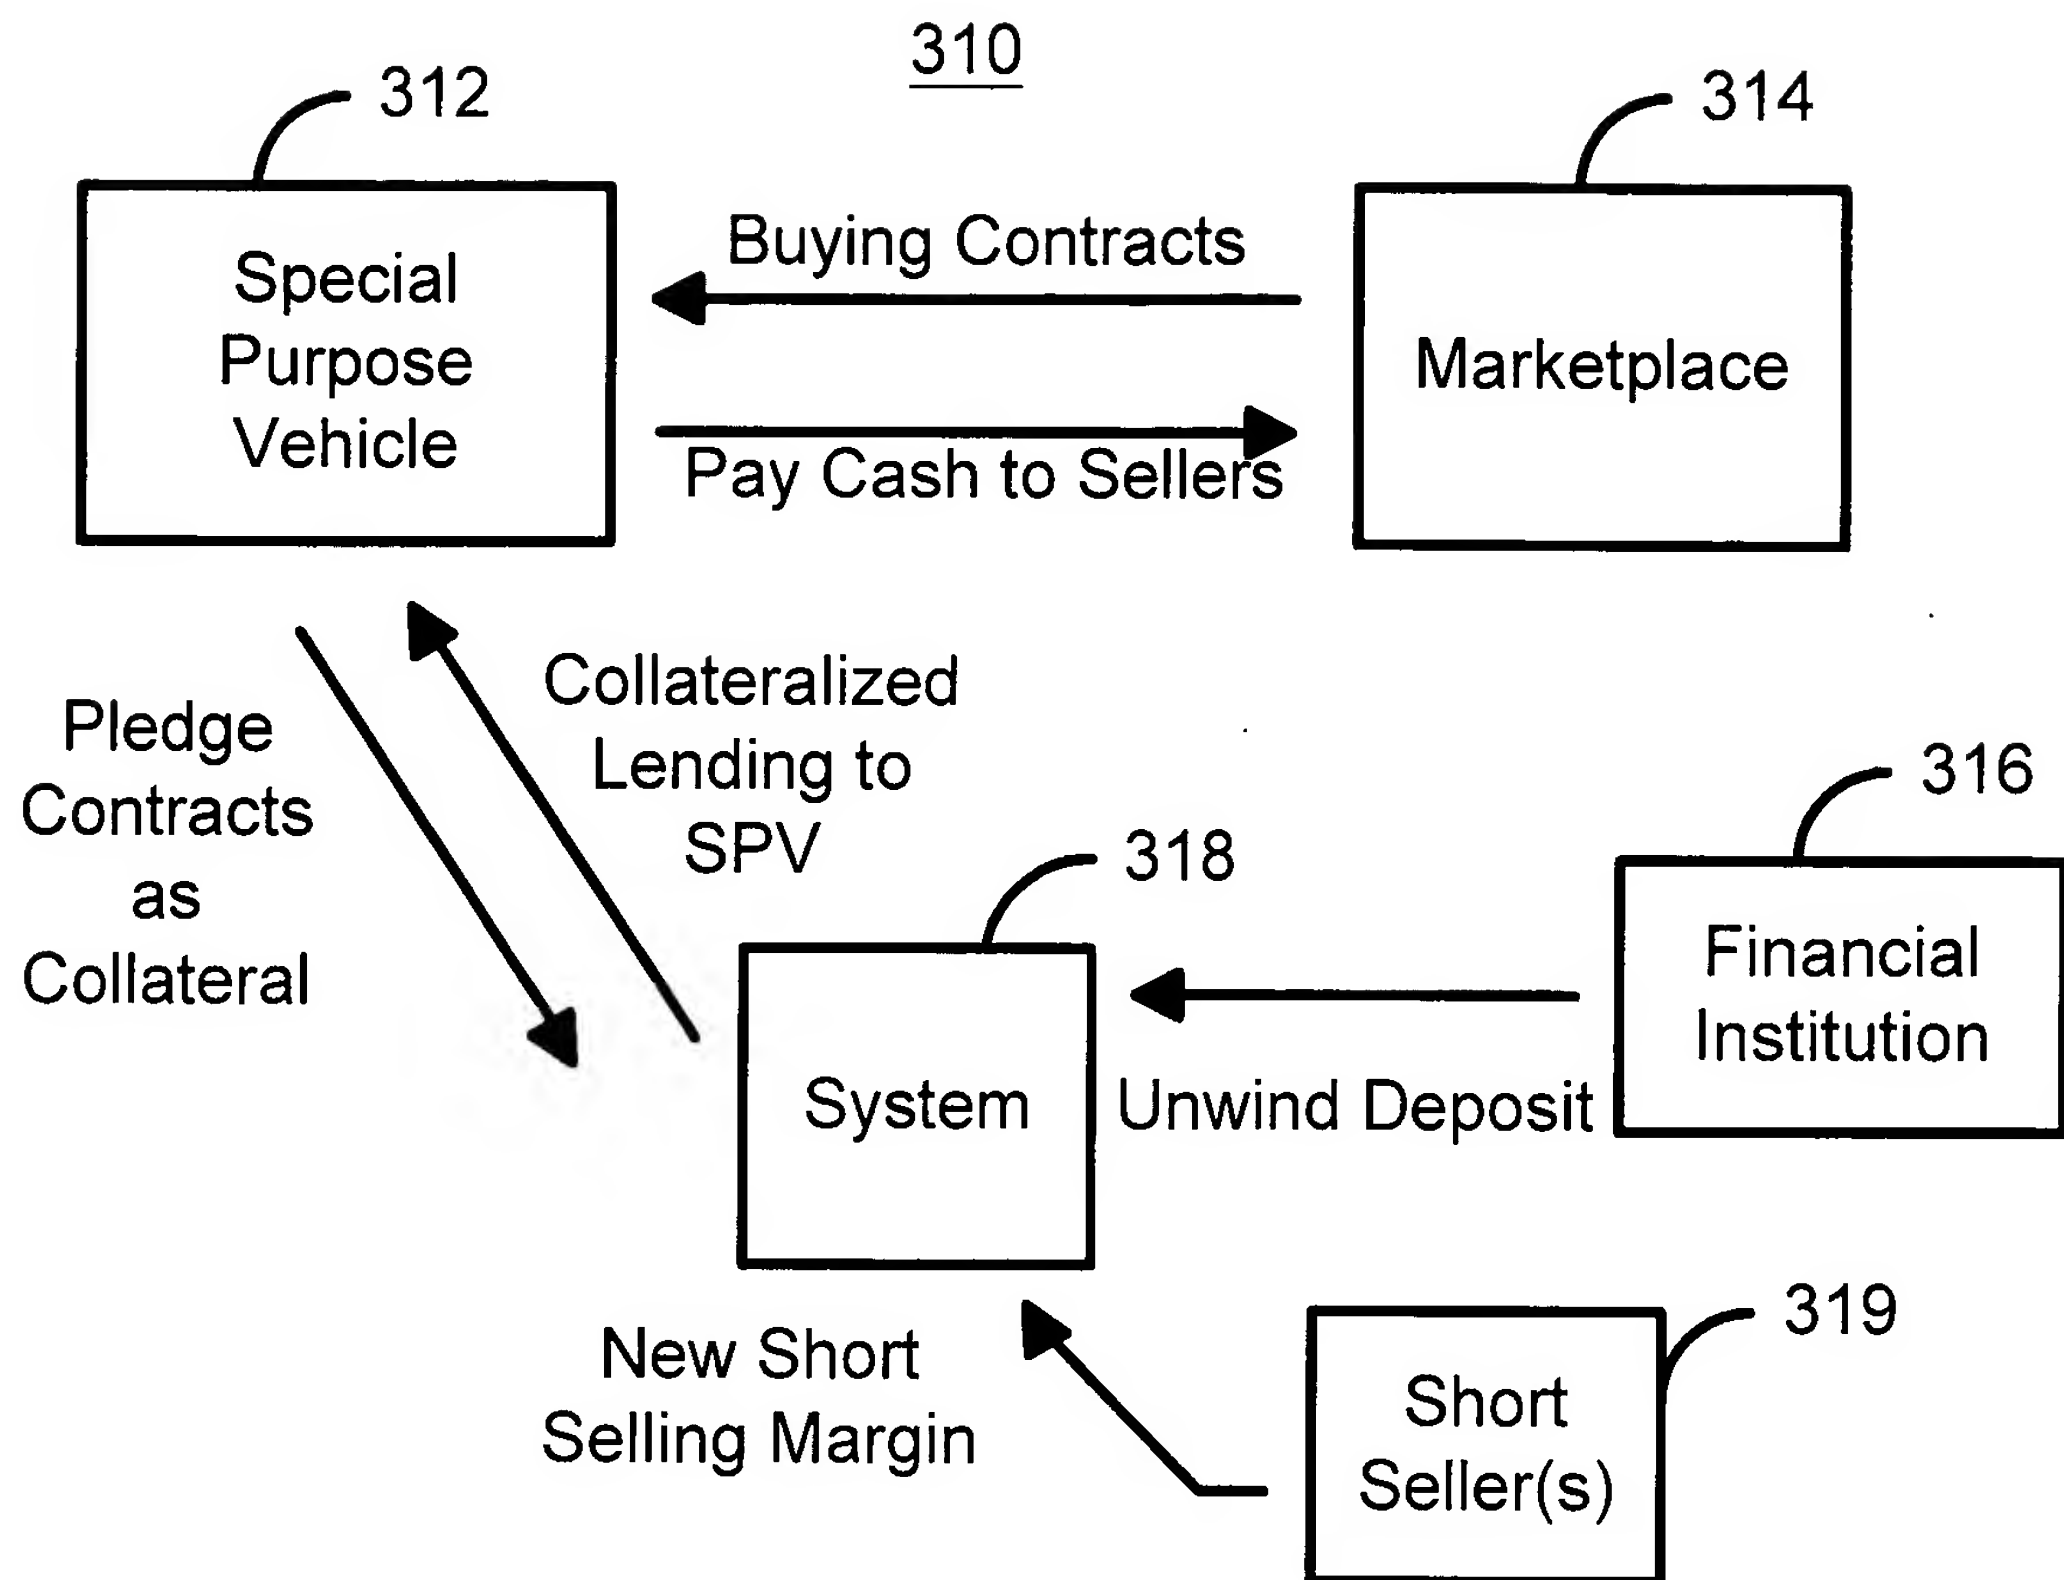 310
312
314
Special
Purpose
Vehicle
Buying Contracts
Marketplace
Pay Cash to Sellers
Pledge
Contracts
as
Collateral
Collateralized
Lending to
SPV
316
318
Financial
Institution
System
Unwind Deposit
319
New Short
Selling Margin
Short
Seller(s)